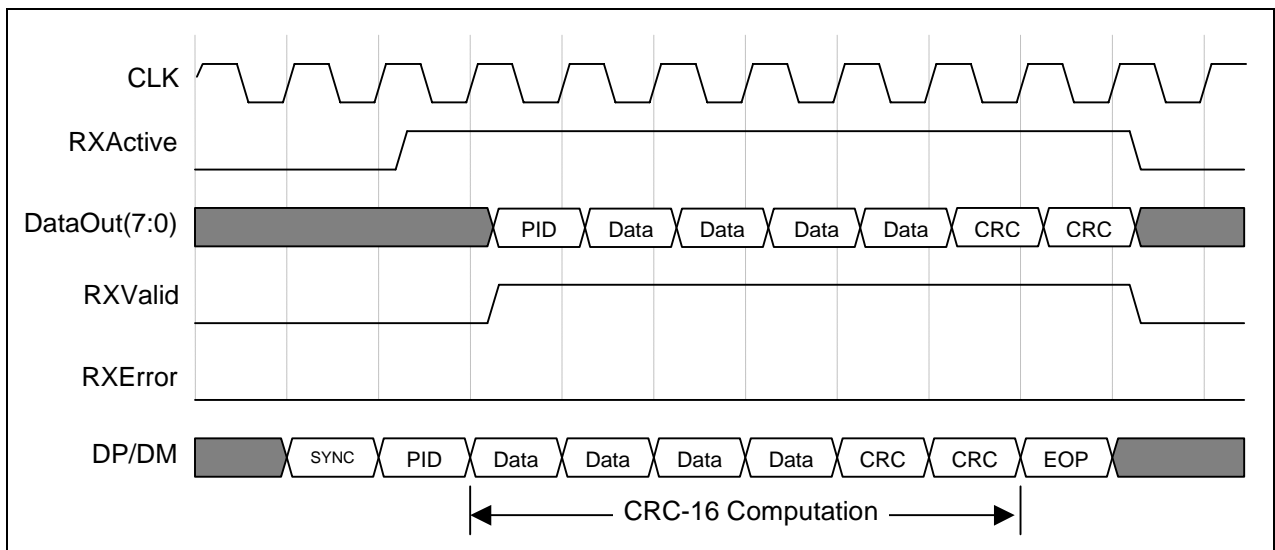 CLK
RXActive
DataOut(7:0) PID Data Data Data Data CRC CRC
RXValid
RXError
DP/DM SYNC PID Data Data Data Data CRC CRC EOP
CRC-16 Computation